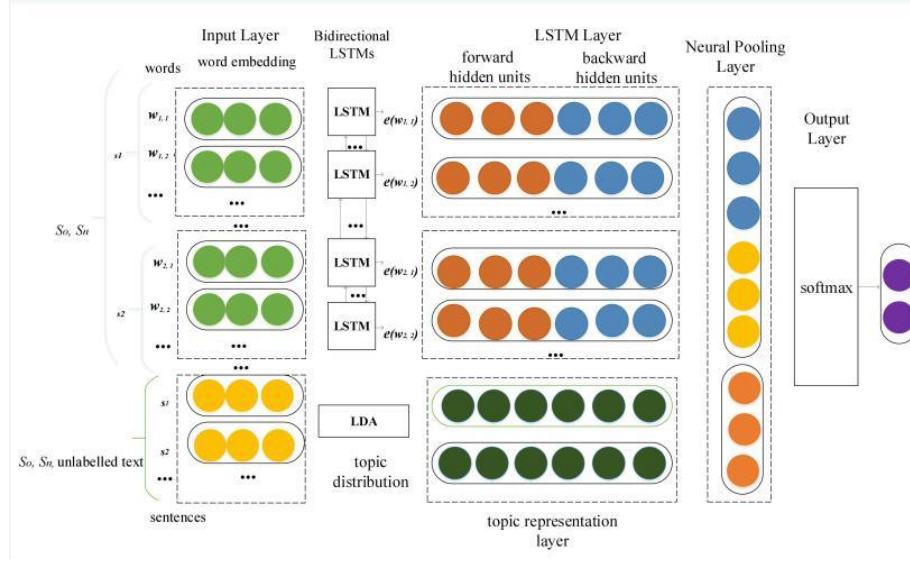 Input Layer
Bidirectional
LSTMs
LSTM Layer
Neural Pooling
Layer
words
word embedding
forward
hidden units
backward
hidden units
Output
Layer
s1
w1, 1
LSTM
e(w1, 1)
...
w1, 2
LSTM
e(w1, 2)
...
...
...
...
...
So, Sn
s2
w2, 1
LSTM
e(w2, 1)
...
w2, 2
LSTM
e(w2, 2)
softmax
...
...
...
...
s1
LDA
s2
So, Sn, unlabelled text
...
...
topic
distribution
sentences
topic representation
layer